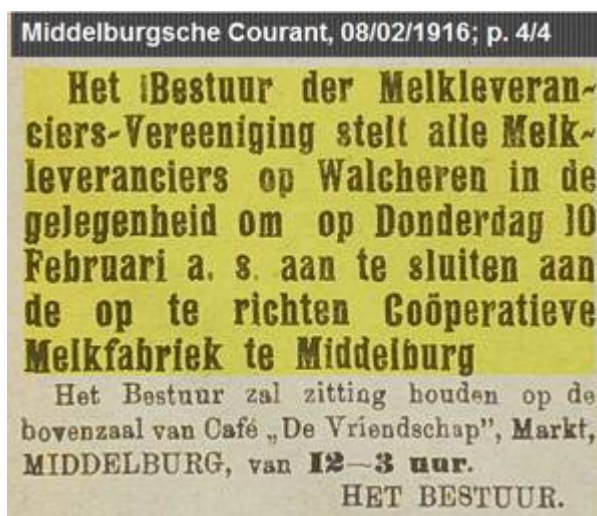 Middelburgsche Courant, 08/02/1916; p. 4/4
Het Bestuur der Melkleveran-
ciers-Vereeniging stelt alle Melk-
leveranciers op Walcheren in de
gelegenheid om op Donderdag 10
Februari a. s. aan te sluiten aan
de op te richten Coöperatieve
Melkfabriek te Middelburg
Het Bestuur zal zitting houden op de
bovenzaal van Café „De Vriendschap”, Markt,
MIDDELBURG, van 12—3 uur.
HET BESTUUR.